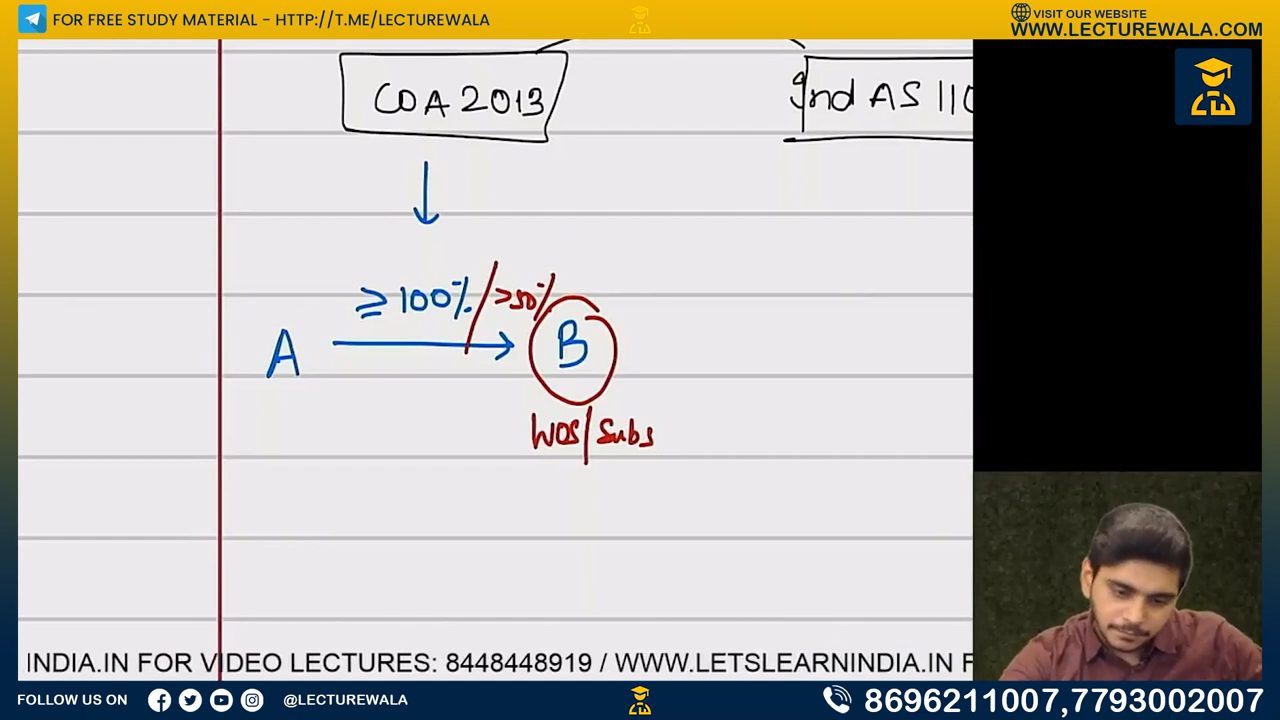 FOR FREE STUDY MATERIAL - HTTP://T.ME/LECTUREWALA
VISIT OUR WEBSITE
WWW.LECTUREWALA.COM
COA 2013
Ind AS 110
≥ 100% / >50%
A
B
WOS/Subs
INDIA.IN FOR VIDEO LECTURES: 8448448919 / WWW.LETSLEARNINDIA.IN F
FOLLOW US ON
@LECTUREWALA
8696211007,7793002007